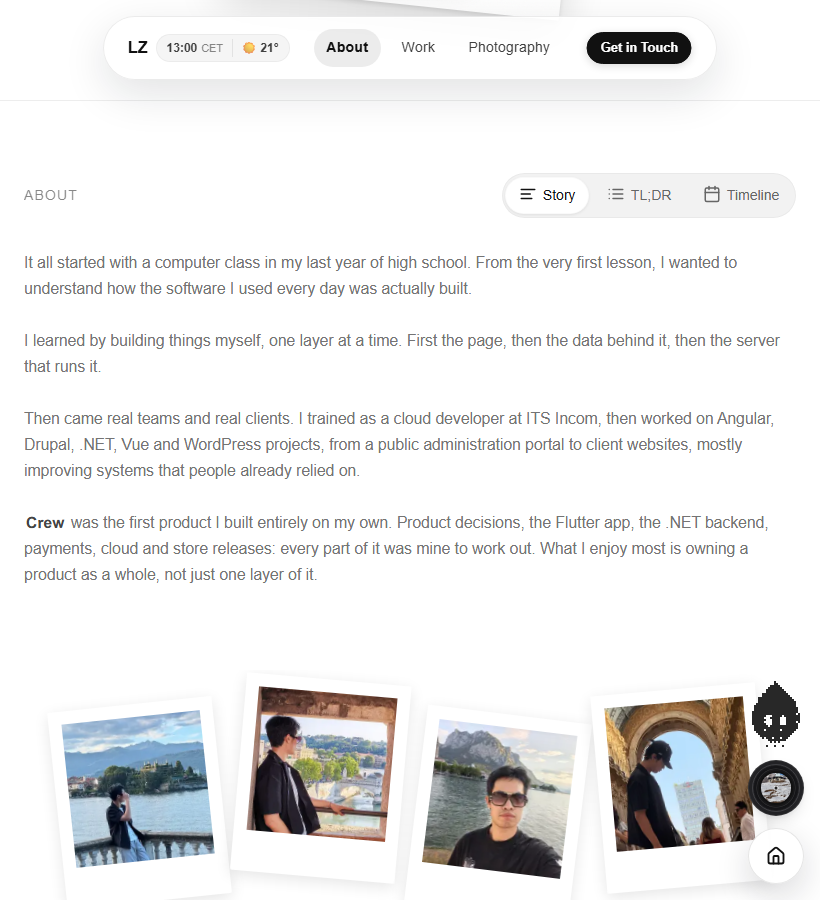 LZ 13:00 CET 21° About Work Photography Get in Touch
ABOUT Story TL;DR Timeline
It all started with a computer class in my last year of high school. From the very first lesson, I wanted to
understand how the software I used every day was actually built.
I learned by building things myself, one layer at a time. First the page, then the data behind it, then the server
that runs it.
Then came real teams and real clients. I trained as a cloud developer at ITS Incom, then worked on Angular,
Drupal, .NET, Vue and WordPress projects, from a public administration portal to client websites, mostly
improving systems that people already relied on.
Crew was the first product I built entirely on my own. Product decisions, the Flutter app, the .NET backend,
payments, cloud and store releases: every part of it was mine to work out. What I enjoy most is owning a
product as a whole, not just one layer of it.